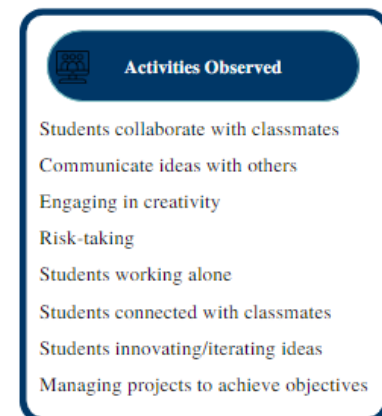 Activities Observed
Students collaborate with classmates
Communicate ideas with others
Engaging in creativity
Risk-taking
Students working alone
Students connected with classmates
Students innovating/iterating ideas
Managing projects to achieve objectives